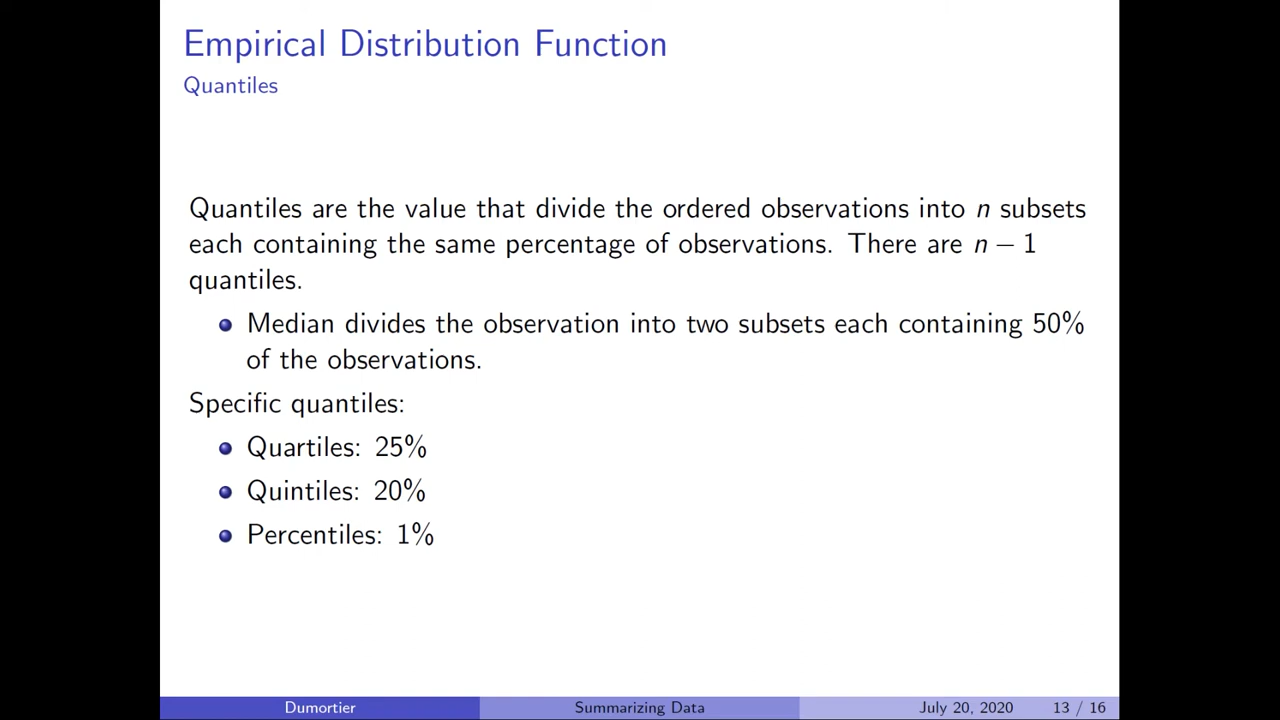 Empirical Distribution Function
Quantiles
Quantiles are the value that divide the ordered observations into n subsets
each containing the same percentage of observations. There are n − 1
quantiles.
Median divides the observation into two subsets each containing 50%
of the observations.
Specific quantiles:
Quartiles: 25%
Quintiles: 20%
Percentiles: 1%
Dumortier Summarizing Data July 20, 2020 13 / 16